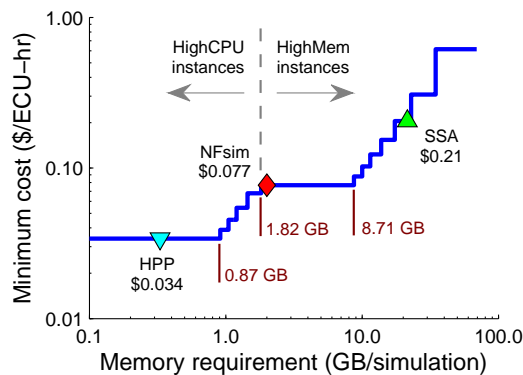 1.00
HighCPU
instances
HighMem
instances
Minimum cost ($/ECU−hr)
NFsim
$0.077
SSA
$0.21
0.10
1.82 GB
8.71 GB
HPP
$0.034
0.87 GB
0.01
0.1
1.0
10.0
100.0
Memory requirement (GB/simulation)